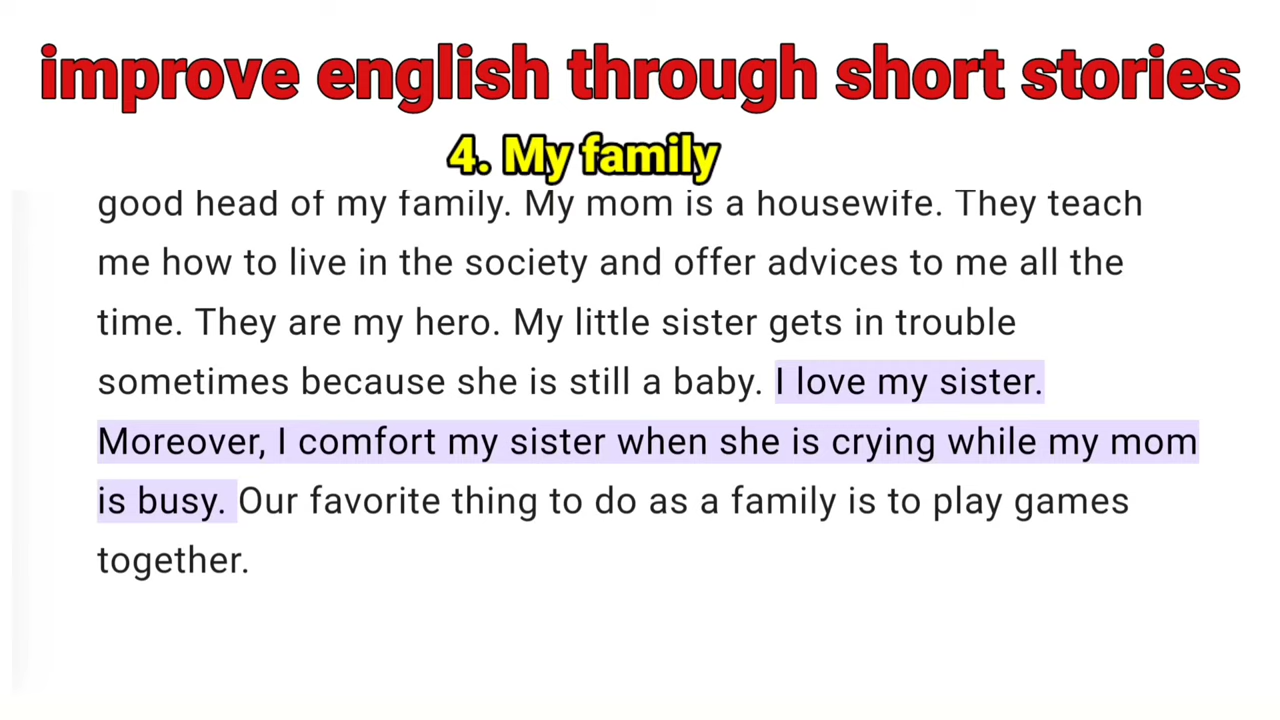 improve english through short stories
4. My family
good head of my family. My mom is a housewife. They teach
me how to live in the society and offer advices to me all the
time. They are my hero. My little sister gets in trouble
sometimes because she is still a baby. I love my sister.
Moreover, I comfort my sister when she is crying while my mom
is busy. Our favorite thing to do as a family is to play games
together.